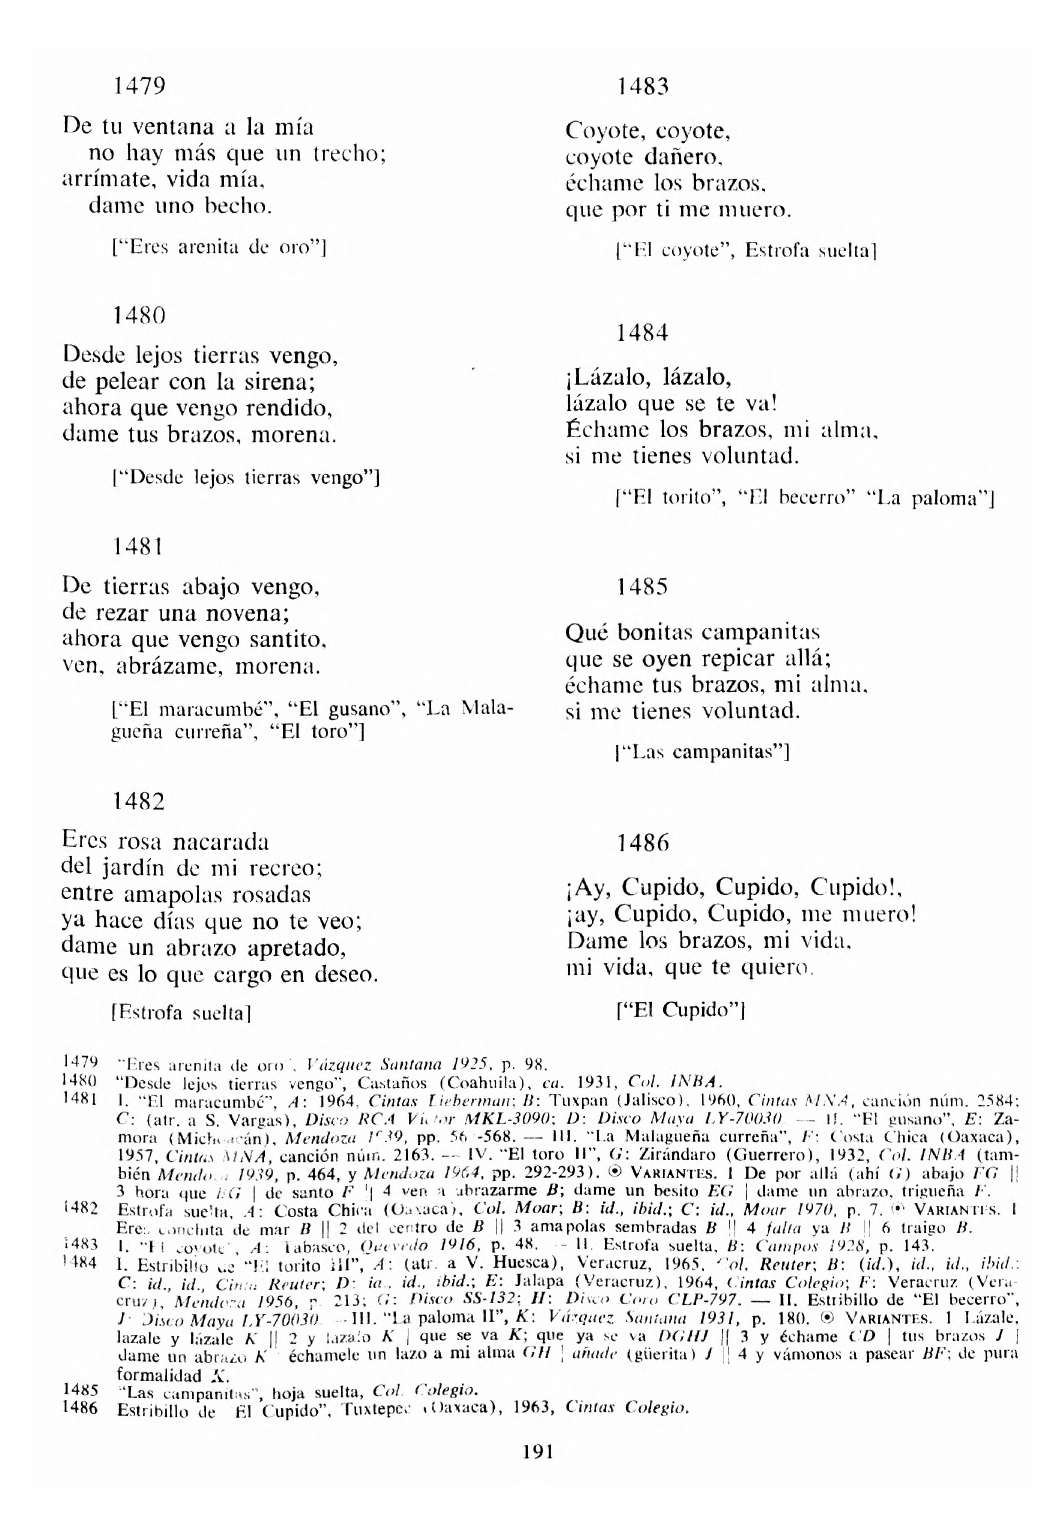 1479
De tu ventana a la mía
no hay más que un trecho;
arrímate, vida mía,
dame uno becho.
[“Eres arenita de oro”]
1480
Desde lejos tierras vengo,
de pelear con la sirena;
ahora que vengo rendido,
dame tus brazos, morena.
[“Desde lejos tierras vengo”]
1481
De tierras abajo vengo,
de rezar una novena;
ahora que vengo santito,
ven, abrázame, morena.
[“El maracumbé”, “El gusano”, “La Mala-
gueña curreña”, “El toro”]
1482
Eres rosa nacarada
del jardín de mi recreo;
entre amapolas rosadas
ya hace días que no te veo;
dame un abrazo apretado,
que es lo que cargo en deseo.
[Estrofa suelta]
1483
Coyote, coyote,
coyote dañero,
échame los brazos,
que por ti me muero.
[“El coyote”, Estrofa suelta]
1484
¡Lázalo, lázalo,
lázalo que se te va!
Échame los brazos, mi alma,
si me tienes voluntad.
[“El torito”, “El becerro” “La paloma”]
1485
Qué bonitas campanitas
que se oyen repicar allá;
échame tus brazos, mi alma,
si me tienes voluntad.
[“Las campanitas”]
1486
¡Ay, Cupido, Cupido, Cupido!,
¡ay, Cupido, Cupido, me muero!
Dame los brazos, mi vida,
mi vida, que te quiero.
[“El Cupido”]
1479 “Eres arenita de oro”, Vázquez Santana 1925, p. 98.
1480 “Desde lejos tierras vengo”, Castaños (Coahuila), ca. 1931, Col. INBA.
1481 I. “El maracumbé”, A: 1964, Cintas Lieberman; B: Tuxpan (Jalisco), 1960, Cintas MNA, canción núm. 2584;
C: (atr. a S. Vargas), Disco RCA Victor MKL-3090; D: Disco Maya LY-70030 — II. “El gusano”, E: Za-
mora (Michoacán), Mendoza 1939, pp. -568. — III. “La Malagueña curreña”, F: Costa Chica (Oaxaca),
1957, Cintas MNA, canción núm. 2163. — IV. “El toro II”, G: Zirándaro (Guerrero), 1932, Col. INBA (tam-
bién Mendoza 1939, p. 464, y Mendoza 1964, pp. 292-293). ⦿ VARIANTES. 1 De por allá (ahí G) abajo FG ||
3 hora que EG | de santo F || 4 ven a abrazarme B; dame un besito EG | dame un abrazo, trigueña F.
1482 Estrofa suelta, A: Costa Chica (Oaxaca), Col. Moar; B: id., ibid.; C: id., Moar 1970, p. 7. ⦿ VARIANTES. 1
Eres conchita de mar B || 2 del centro de B || 3 amapolas sembradas B || 4 falta ya B || 6 traigo B.
1483 I. “El coyote”, A: Tabasco, Quevedo 1916, p. 48. — II. Estrofa suelta, B: Campos 1928, p. 143.
1484 I. Estribillo de “El torito III”, A: (atr. a V. Huesca), Veracruz, 1965, Col. Reuter; B: (id.), id., id., ibid.;
C: id., id., Cinta Reuter; D: id., id., ibid.; E: Jalapa (Veracruz), 1964, Cintas Colegio; F: Veracruz (Vera-
cruz), Mendoza 1956, p. 213; G: Disco SS-132; H: Disco Coro CLP-797. — II. Estribillo de “El becerro”,
J: Disco Maya LY-70030 — III. “La paloma II”, K: Vázquez Santana 1931, p. 180. ⦿ VARIANTES. 1 Lázale,
lazale y lázale K || 2 y lázalo K | que se va K; que ya se va DGHJ || 3 y échame CD | tus brazos J |
dame un abrazo K | échamele un lazo a mi alma GH | añade (güerita) J || 4 y vámonos a pasear BF; de pura
formalidad K.
1485 “Las campanitas”, hoja suelta, Col. Colegio.
1486 Estribillo de “El Cupido”, Tuxtepec (Oaxaca), 1963, Cintas Colegio.
191